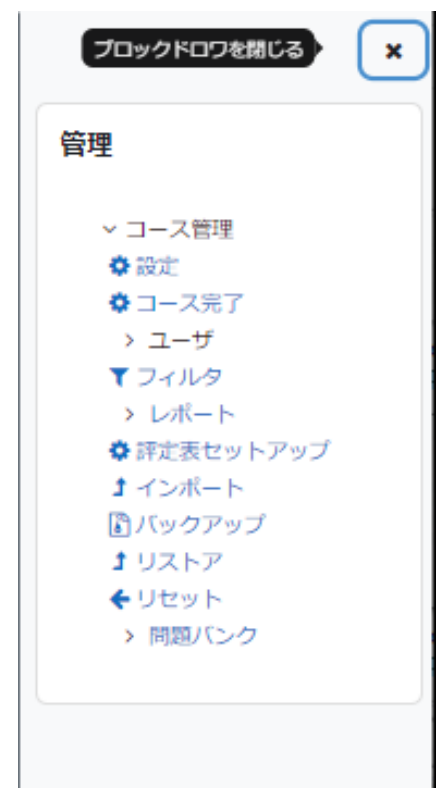 ブロックドロワを閉じる
管理
コース管理
設定
コース完了
ユーザ
フィルタ
レポート
評定表セットアップ
インポート
バックアップ
リストア
リセット
問題バンク